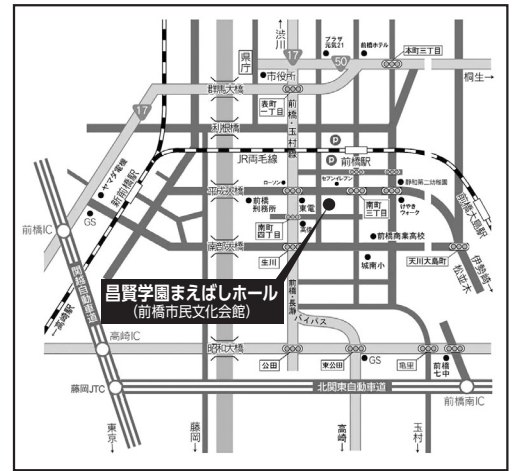 渋川
17
プラザ
元気21
前橋ホテル
本町三丁目
県庁
50
市役所
桐生→
17
群馬大橋
表町
一丁目
利根橋
前橋・玉村線
P
P
JR両毛線
前橋駅
ヤマダ電機
新前橋駅
ローソン
セブンイレブン
静和第二幼稚園
平成大橋
GS
前橋
刑務所
東電
南町
三丁目
けやき
ウォーク
前橋大島駅
前橋IC
南町
四丁目
前橋商業高校
南部大橋
生川
天川大島町
伊勢崎→
松並木
城南小
関越自動車道
高崎駅
昌賢学園まえばしホール
(前橋市民文化会館)
前橋・長瀞
バイパス
高崎IC
昭和大橋
公田
東公田
GS
亀里
前橋
七中
藤岡JTC
北関東自動車道
前橋南IC
東京→
藤岡→
高崎→
玉村→